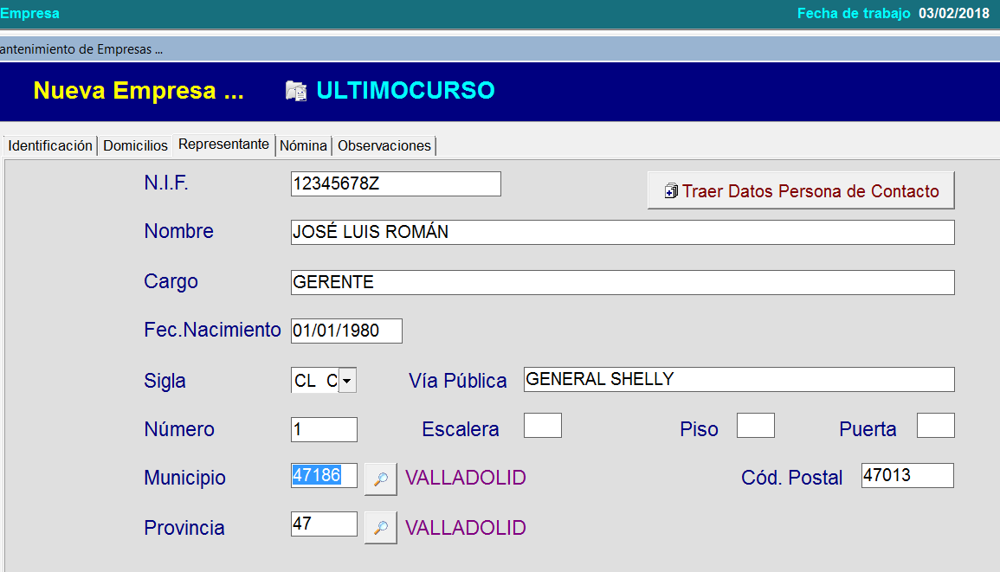 Empresa Fecha de trabajo 03/02/2018
antenimiento de Empresas ...
Nueva Empresa ... ULTIMOCURSO
Identificación Domicilios Representante Nómina Observaciones
N.I.F. 12345678Z Traer Datos Persona de Contacto
Nombre JOSÉ LUIS ROMÁN
Cargo GERENTE
Fec.Nacimiento 01/01/1980
Sigla CL C Vía Pública GENERAL SHELLY
Número 1 Escalera Piso Puerta
Municipio 47186 VALLADOLID Cód. Postal 47013
Provincia 47 VALLADOLID